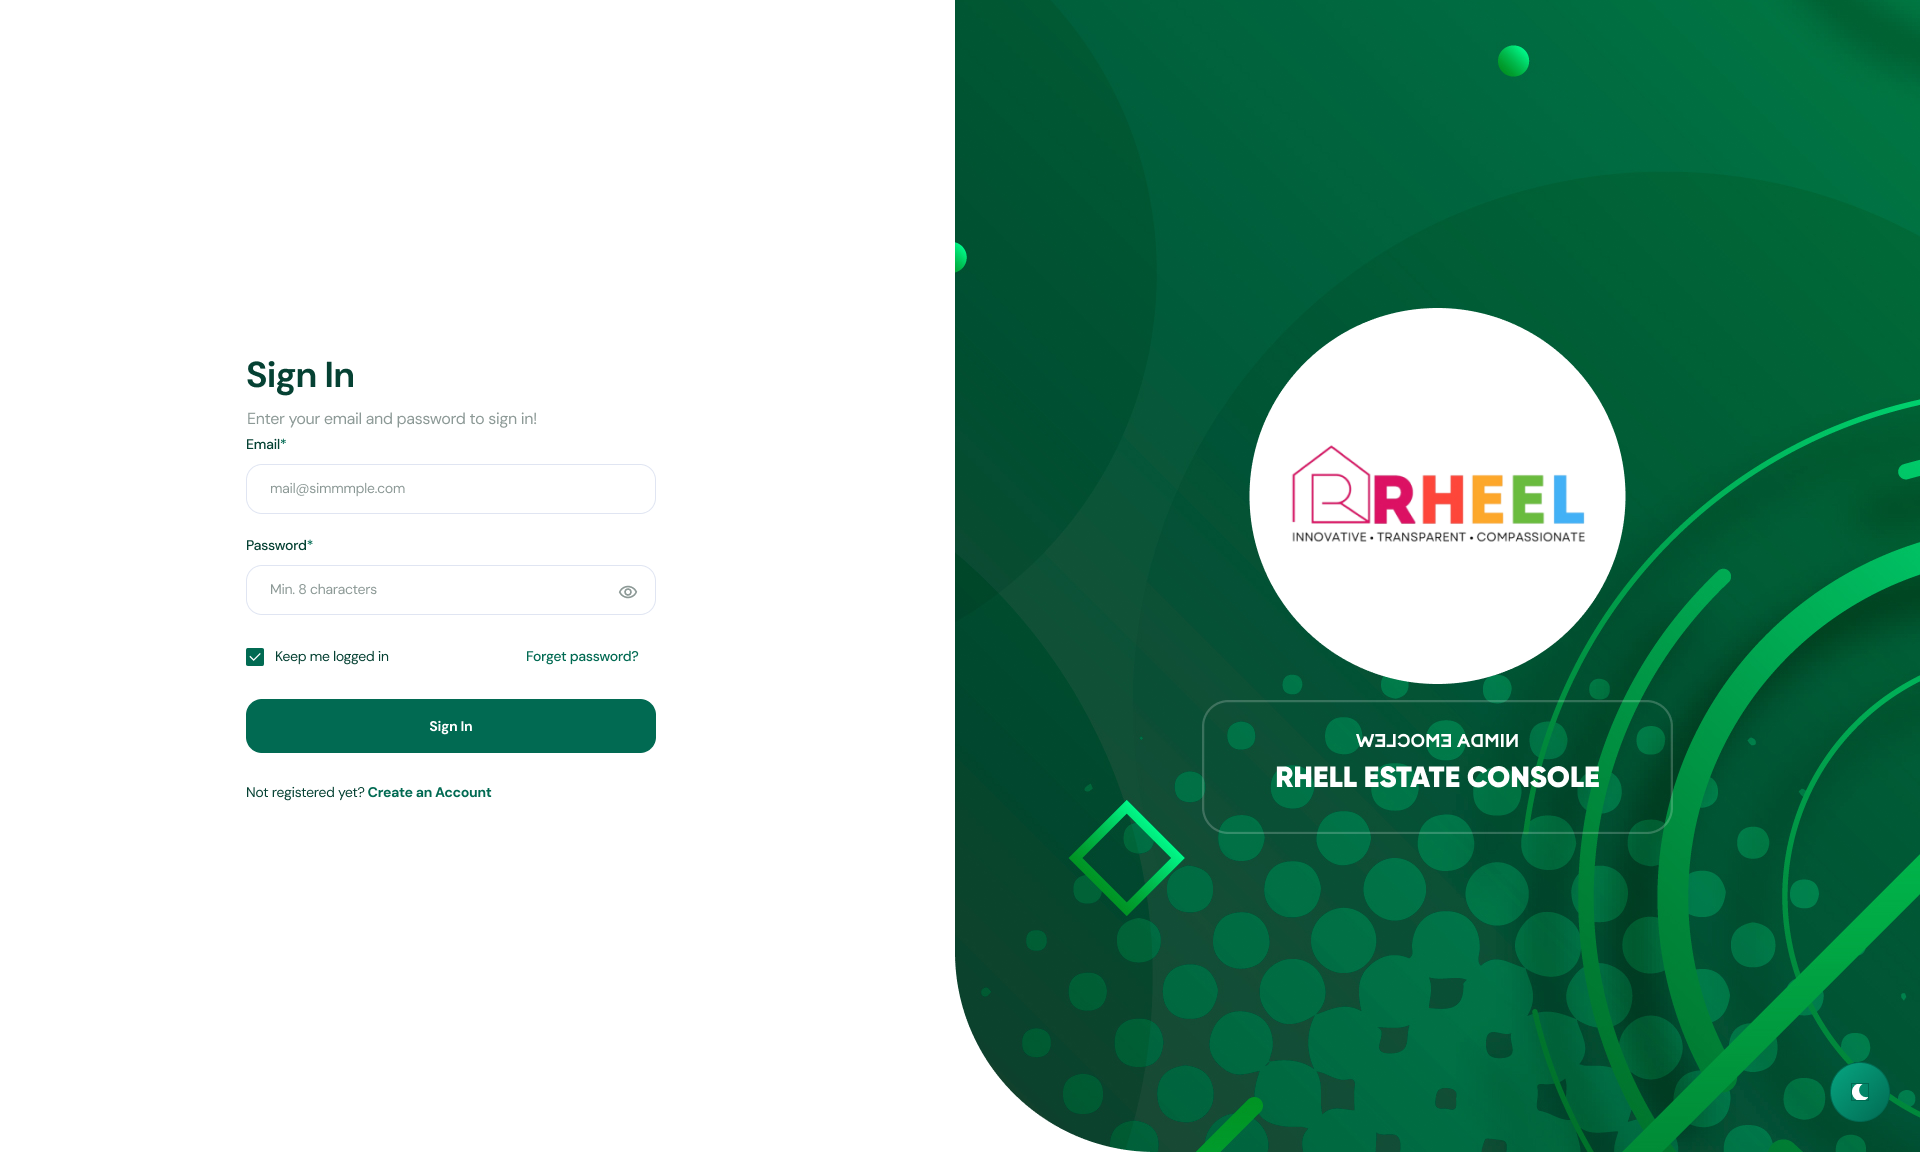 Sign In
Enter your email and password to sign in!
Email*
mail@simmmple.com
Password*
Min. 8 characters
Keep me logged in
Forget password?
Sign In
Not registered yet? Create an Account
RHEEL
INNOVATIVE • TRANSPARENT • COMPASSIONATE
WELCOME ADMIN
RHELL ESTATE CONSOLE